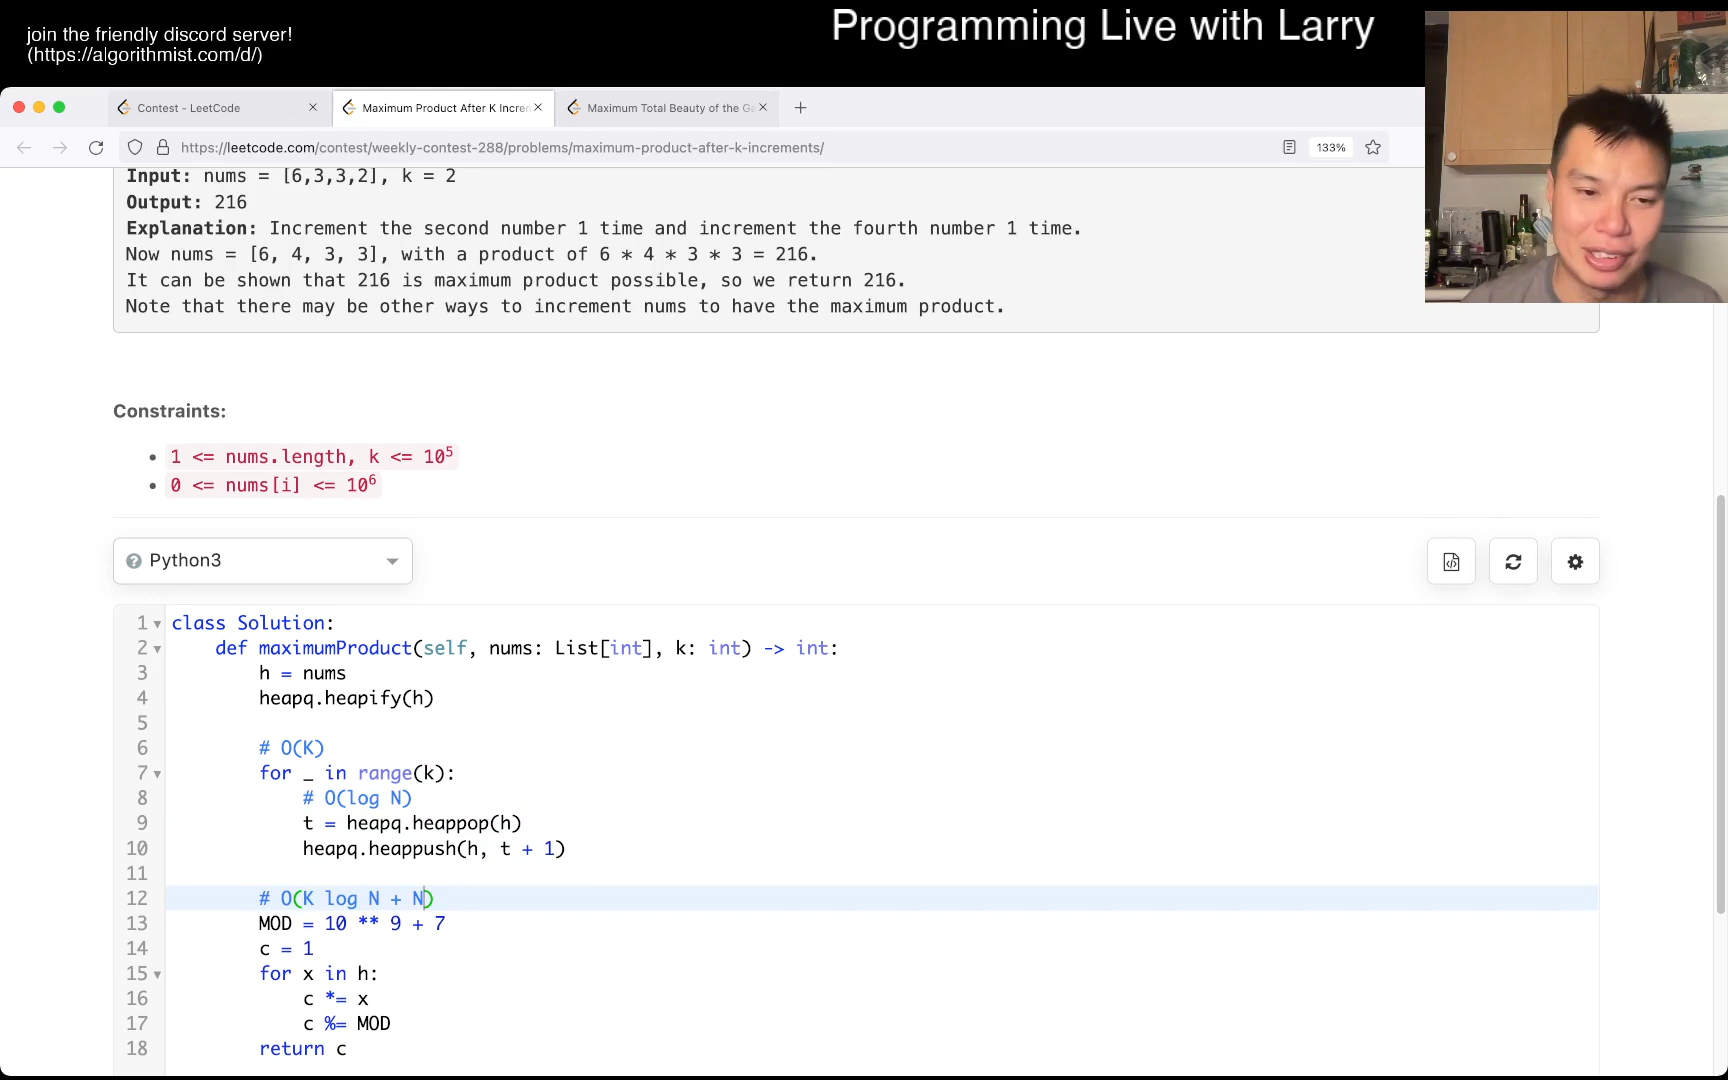 join the friendly discord server!
(https://algorithmist.com/d/)
Programming Live with Larry
Contest - LeetCode
Maximum Product After K Incren
Maximum Total Beauty of the Ga
https://leetcode.com/contest/weekly-contest-288/problems/maximum-product-after-k-increments/
133%
Input: nums = [6,3,3,2], k = 2
Output: 216
Explanation: Increment the second number 1 time and increment the fourth number 1 time.
Now nums = [6, 4, 3, 3], with a product of 6 * 4 * 3 * 3 = 216.
It can be shown that 216 is maximum product possible, so we return 216.
Note that there may be other ways to increment nums to have the maximum product.
Constraints:
1 <= nums.length, k <= 10⁵
0 <= nums[i] <= 10⁶
Python3
1 class Solution:
2 def maximumProduct(self, nums: List[int], k: int) -> int:
3 h = nums
4 heapq.heapify(h)
5
6 # O(K)
7 for _ in range(k):
8 # O(log N)
9 t = heapq.heappop(h)
10 heapq.heappush(h, t + 1)
11
12 # O(K log N + N)
13 MOD = 10 ** 9 + 7
14 c = 1
15 for x in h:
16 c *= x
17 c %= MOD
18 return c